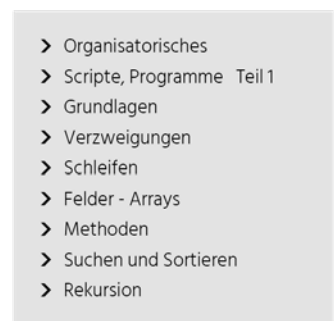 Organisatorisches
Scripte, Programme Teil 1
Grundlagen
Verzweigungen
Schleifen
Felder - Arrays
Methoden
Suchen und Sortieren
Rekursion